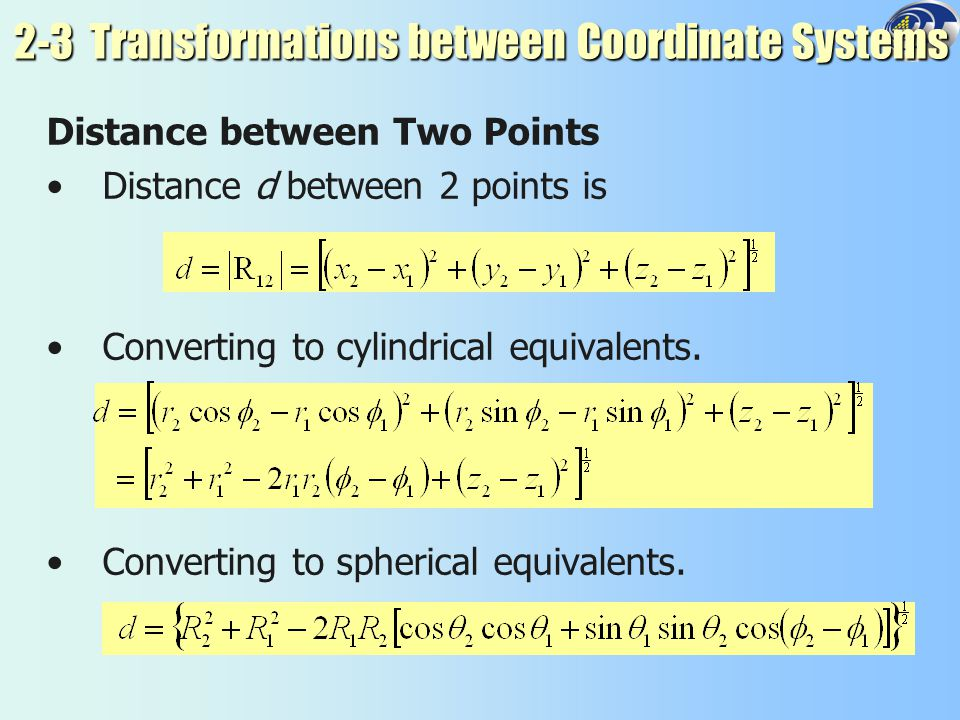 2-3 Transformations between Coordinate Systems
Distance between Two Points
• Distance d between 2 points is
d = |R₁₂| = [(x₂ − x₁)² + (y₂ − y₁)² + (z₂ − z₁)²]^½
• Converting to cylindrical equivalents.
d = [(r₂ cos ϕ₂ − r₁ cos ϕ₁)² + (r₂ sin ϕ₂ − r₁ sin ϕ₁)² + (z₂ − z₁)²]^½
= [r₂² + r₁² − 2r₁r₂(ϕ₂ − ϕ₁) + (z₂ − z₁)²]^½
• Converting to spherical equivalents.
d = {R₂² + R₁² − 2R₁R₂[cos θ₂ cos θ₁ + sin θ₁ sin θ₂ cos(ϕ₂ − ϕ₁)]}^½